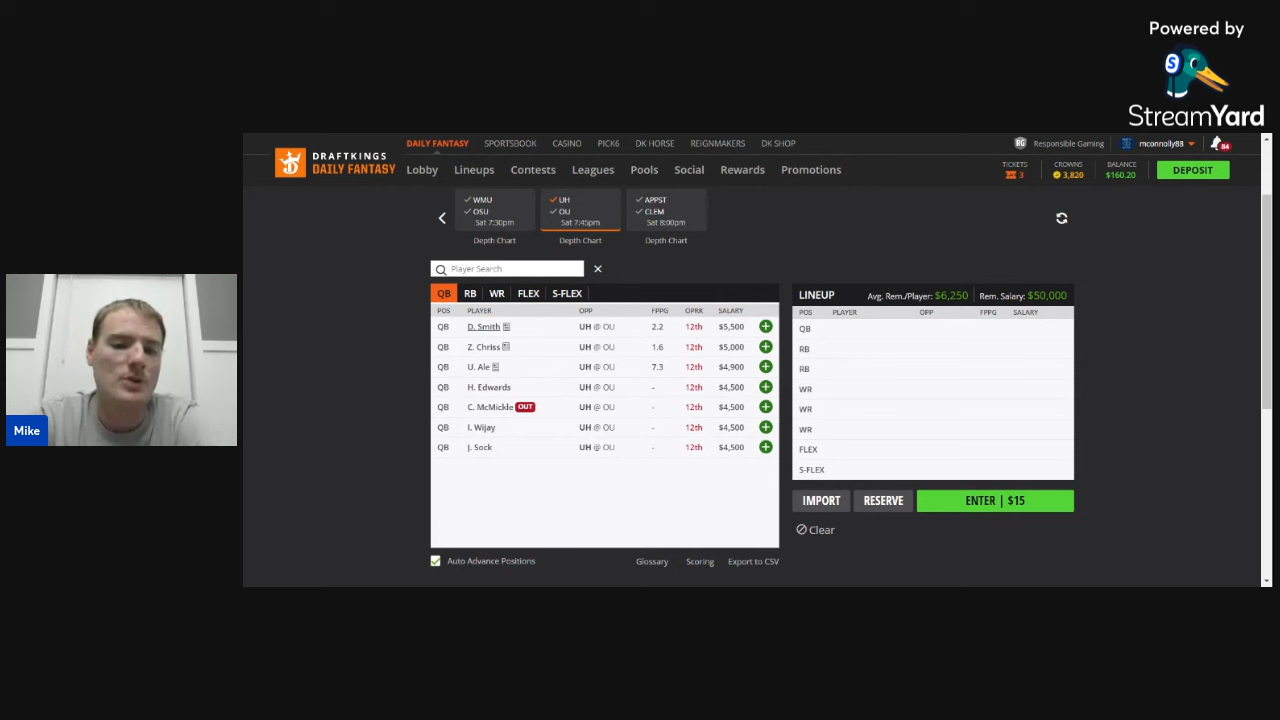 Powered by
S
StreamYard
DRAFTKINGS
DAILY FANTASY
DAILY FANTASY SPORTSBOOK CASINO PICK6 DK HORSE REIGNMAKERS DK SHOP
RG Responsible Gaming mconnolly88 84
Lobby Lineups Contests Leagues Pools Social Rewards Promotions
TICKETS 3 CROWNS 3,820 BALANCE $160.20 DEPOSIT
WMU OSU Sat 7:30pm Depth Chart
UH OU Sat 7:45pm Depth Chart
APPST CLEM Sat 8:00pm Depth Chart
Player Search
QB RB WR FLEX S-FLEX
POS PLAYER OPP FPPG OPRK SALARY
QB D. Smith UH @ OU 2.2 12th $5,500
QB Z. Chriss UH @ OU 1.6 12th $5,000
QB U. Ale UH @ OU 7.3 12th $4,900
QB H. Edwards UH @ OU - 12th $4,500
QB C. McMickle OUT UH @ OU - 12th $4,500
QB I. Wijay UH @ OU - 12th $4,500
QB J. Sock UH @ OU - 12th $4,500
Auto Advance Positions Glossary Scoring Export to CSV
LINEUP Avg. Rem./Player: $6,250 Rem. Salary: $50,000
POS PLAYER OPP FPPG SALARY
QB
RB
RB
WR
WR
WR
FLEX
S-FLEX
IMPORT RESERVE ENTER | $15
Clear
Mike